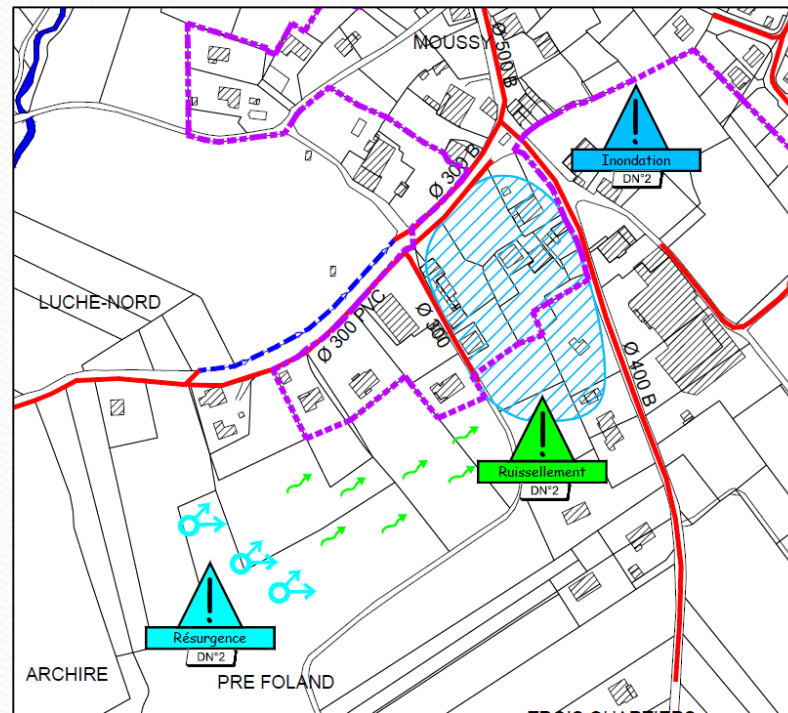 MOUSSY
Ø 500 B
Inondation
DN°2
Ø 300 B
LUCHE-NORD
Ø 300 PVC
Ø 300
Ø 400 B
Ruissellement
DN°2
Résurgence
DN°2
ARCHIRE
PRE FOLAND